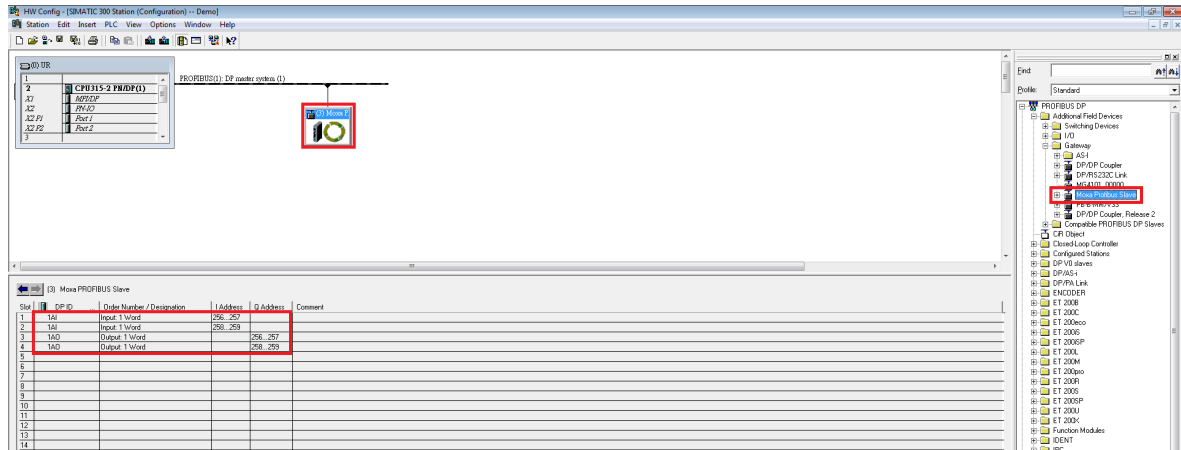 HW Config - [SIMATIC 300 Station (Configuration) -- Demo]
Station Edit Insert PLC View Options Window Help
(0) UR
1
2 CPU315-2 PN/DP(1)
X1 MPI/DP
X2 PN-IO
X2 P1 Port 1
X2 P2 Port 2
3
PROFIBUS(1): DP master system (1)
(3) Moxa P
Find:
Profile: Standard
PROFIBUS DP
Additional Field Devices
Switching Devices
I/O
Gateway
AS-I
DP/DP Coupler
DP/RS232C Link
MG4101_00000
Moxa Profibus Slave
DP/DP Coupler, Release 2
Compatible PROFIBUS DP Slaves
CiR Object
Closed-Loop Controller
Configured Stations
DP V0 slaves
DP/AS-i
DP/PA Link
ENCODER
ET 200B
ET 200C
ET 200eco
ET 200iS
ET 200iSP
ET 200L
ET 200M
ET 200pro
ET 200R
ET 200S
ET 200SP
ET 200U
ET 200X
Function Modules
IDENT
IPC
(3) Moxa PROFIBUS Slave
Slot DP ID ... Order Number / Designation I Address Q Address Comment
1 1AI Input: 1 Word 256...257
2 1AI Input: 1 Word 258...259
3 1AO Output: 1 Word 256...257
4 1AO Output: 1 Word 258...259
5
6
7
8
9
10
11
12
13
14